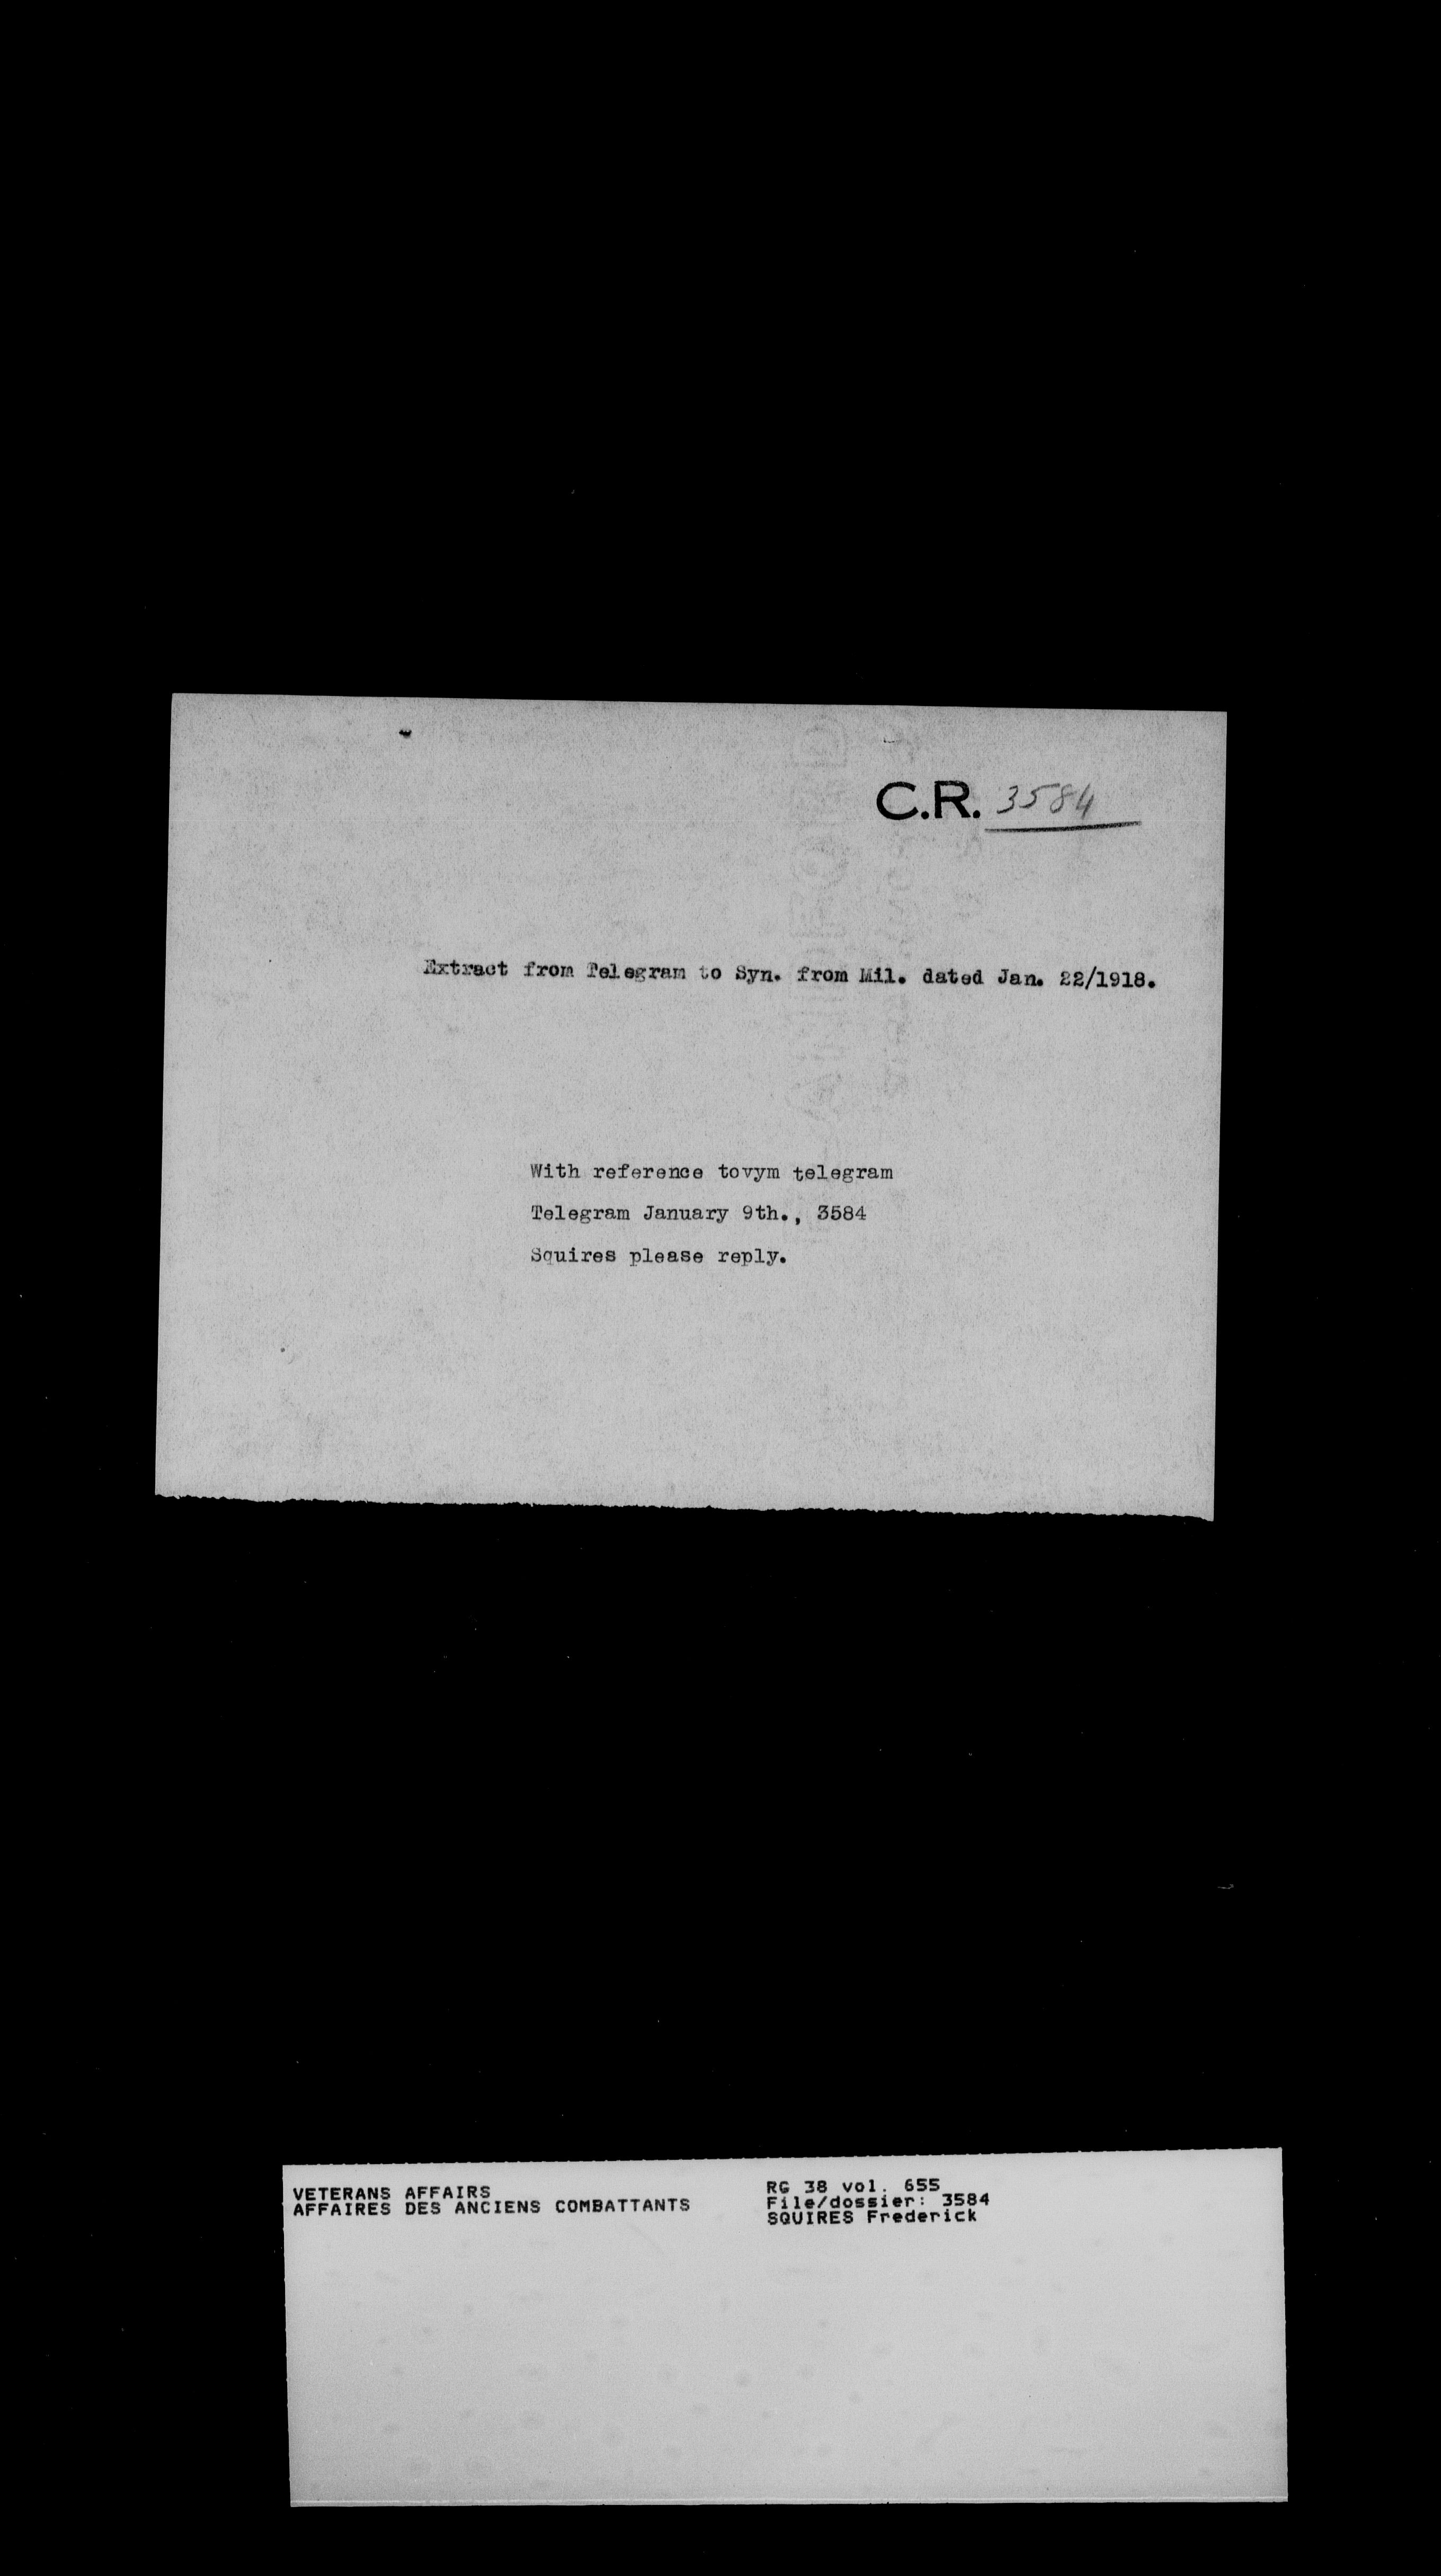 C.R. 3584
Extract from Telegram to Syn. from Mil. dated Jan. 22/1918.
With reference tovym telegram
Telegram January 9th., 3584
Squires please reply.
VETERANS AFFAIRS
AFFAIRES DES ANCIENS COMBATTANTS
RG 38 vol. 655
File/dossier: 3584
SQUIRES Frederick